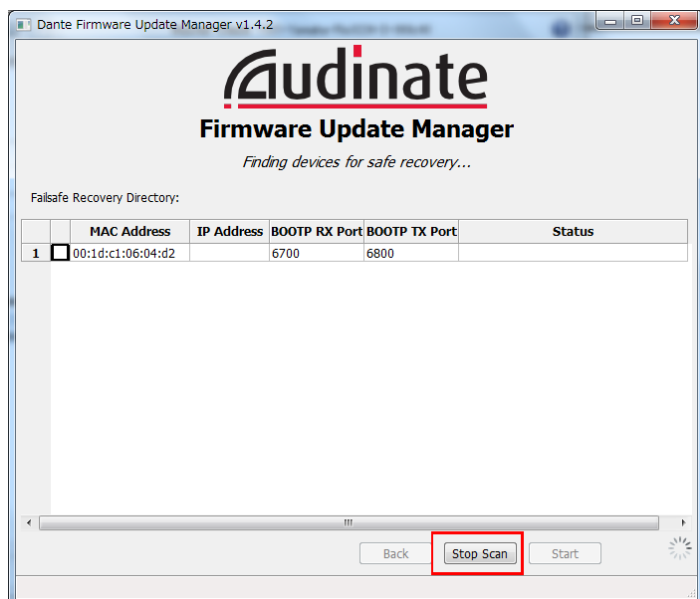 Dante Firmware Update Manager v1.4.2
Audinate
Firmware Update Manager
Finding devices for safe recovery...
Failsafe Recovery Directory:
MAC Address IP Address BOOTP RX Port BOOTP TX Port Status
1 00:1d:c1:06:04:d2 6700 6800
Back Stop Scan Start